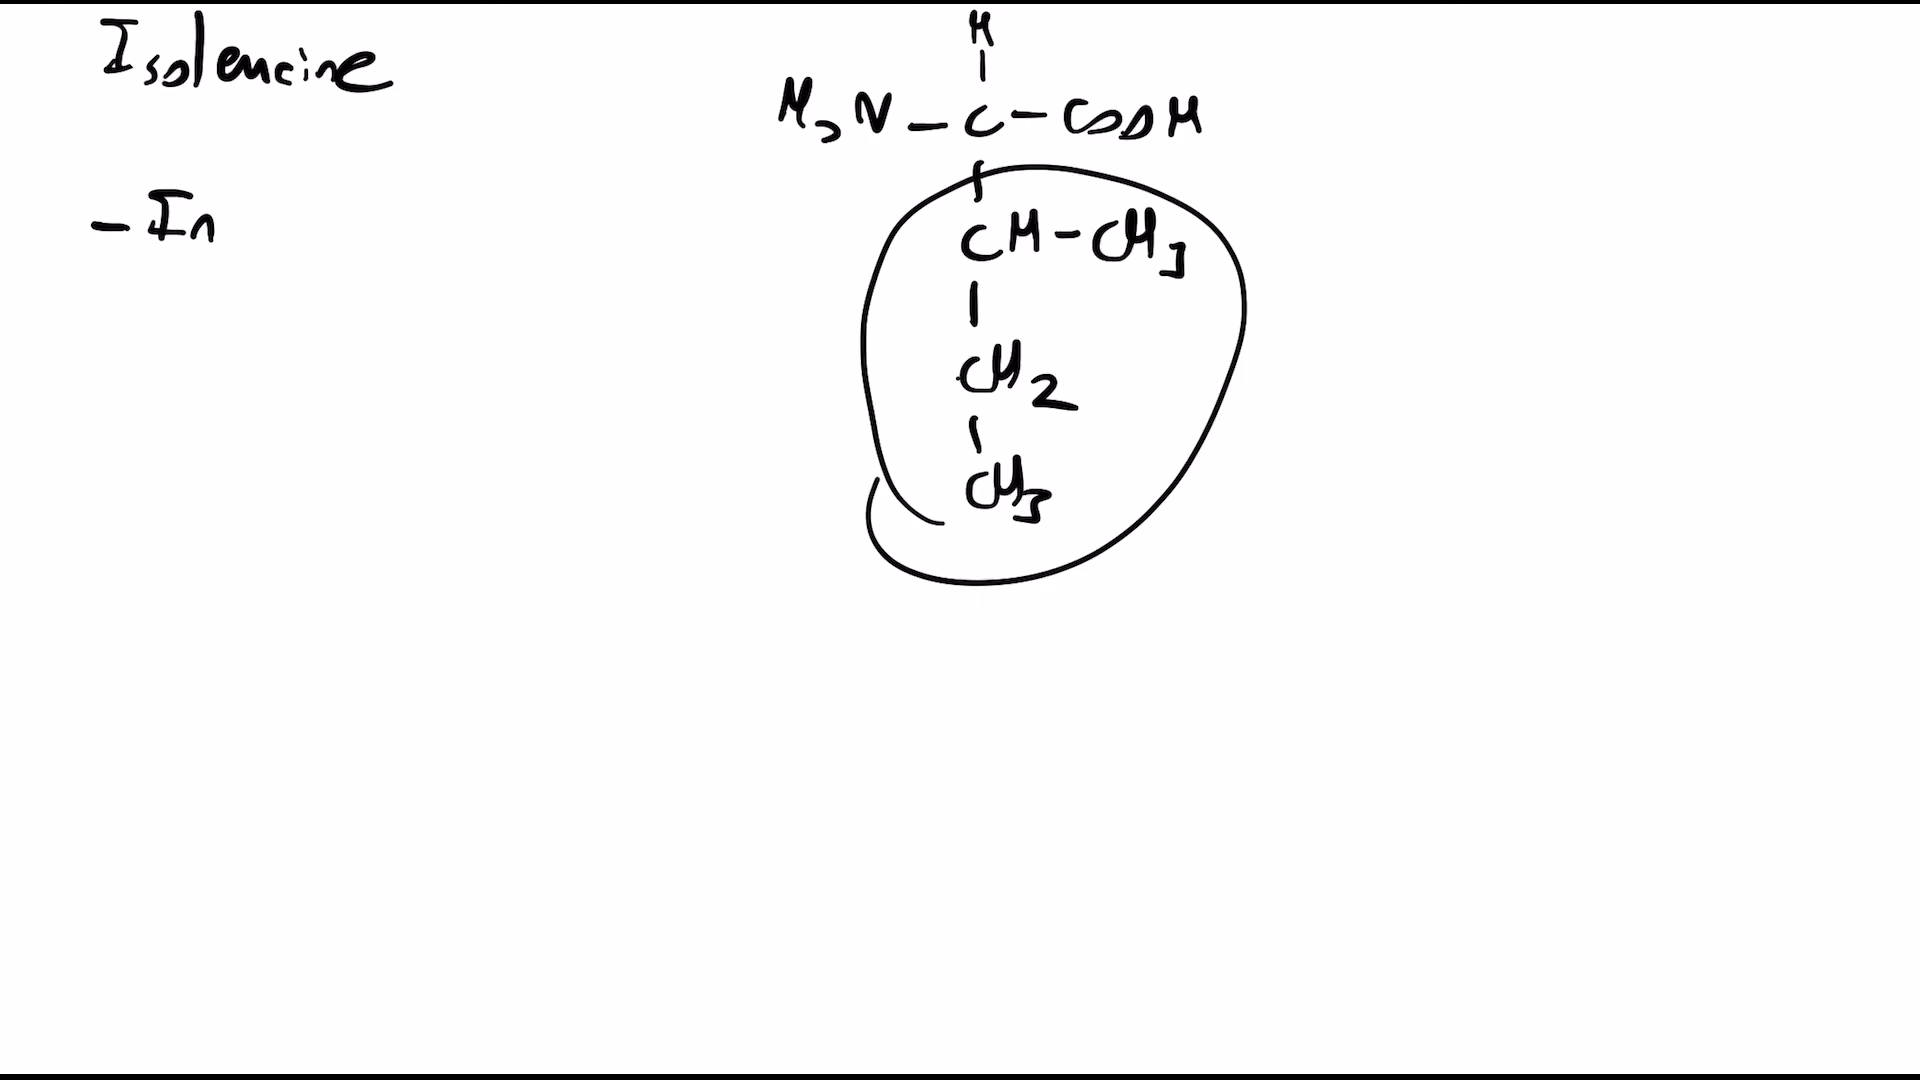 Isoleucine
H
H₂N – C – COOH
– In
CH – CH₃
CH₂
CH₃